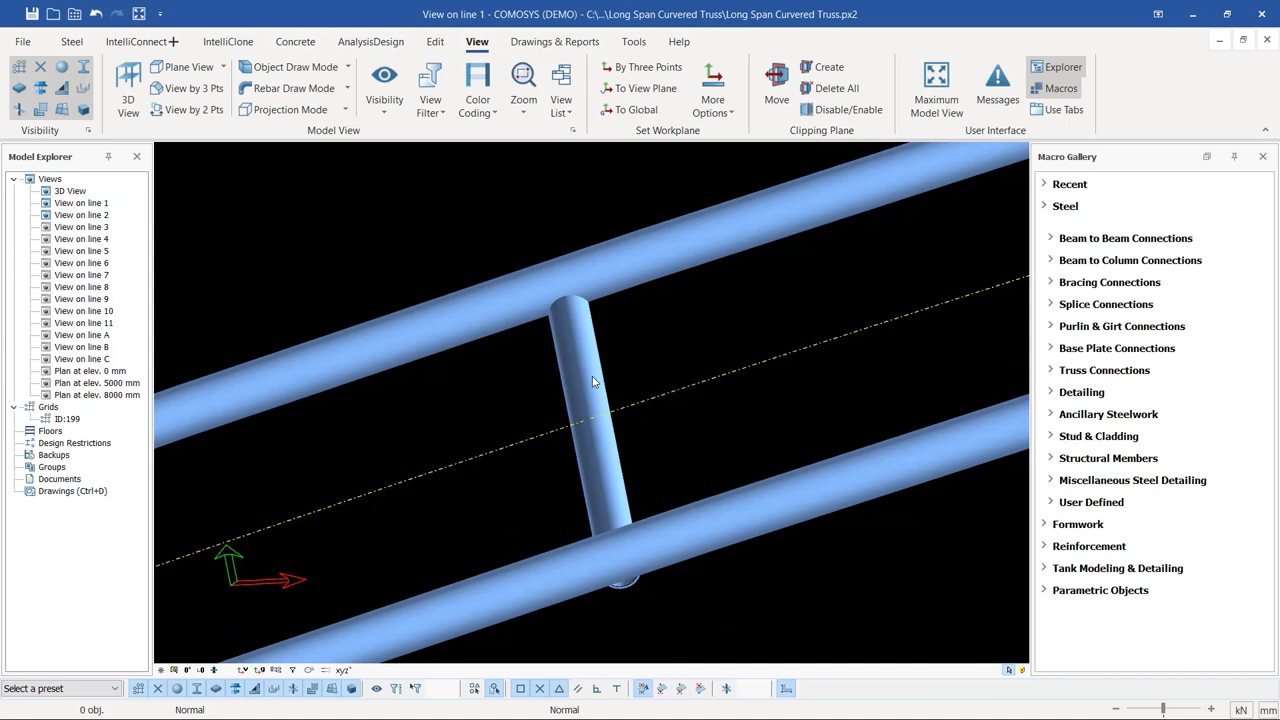 View on line 1 - COMOSYS (DEMO) - C:\...\Long Span Curvered Truss\Long Span Curvered Truss.px2
File
Steel
IntelliConnect
IntelliClone
Concrete
AnalysisDesign
Edit
View
Drawings & Reports
Tools
Help
Visibility
3D View
Plane View
View by 3 Pts
View by 2 Pts
Object Draw Mode
Rebar Draw Mode
Projection Mode
Visibility
View Filter
Color Coding
Zoom
View List
Model View
By Three Points
To View Plane
To Global
More Options
Set Workplane
Move
Create
Delete All
Disable/Enable
Clipping Plane
Maximum Model View
Messages
Explorer
Macros
Use Tabs
User Interface
Model Explorer
Views
3D View
View on line 1
View on line 2
View on line 3
View on line 4
View on line 5
View on line 6
View on line 7
View on line 8
View on line 9
View on line 10
View on line 11
View on line A
View on line B
View on line C
Plan at elev. 0 mm
Plan at elev. 5000 mm
Plan at elev. 8000 mm
Grids
ID:199
Floors
Design Restrictions
Backups
Groups
Documents
Drawings (Ctrl+D)
Macro Gallery
Recent
Steel
Beam to Beam Connections
Beam to Column Connections
Bracing Connections
Splice Connections
Purlin & Girt Connections
Base Plate Connections
Truss Connections
Detailing
Ancillary Steelwork
Stud & Cladding
Structural Members
Miscellaneous Steel Detailing
User Defined
Formwork
Reinforcement
Tank Modeling & Detailing
Parametric Objects
xyz
Select a preset
0 obj.
Normal
Normal
kN
mm